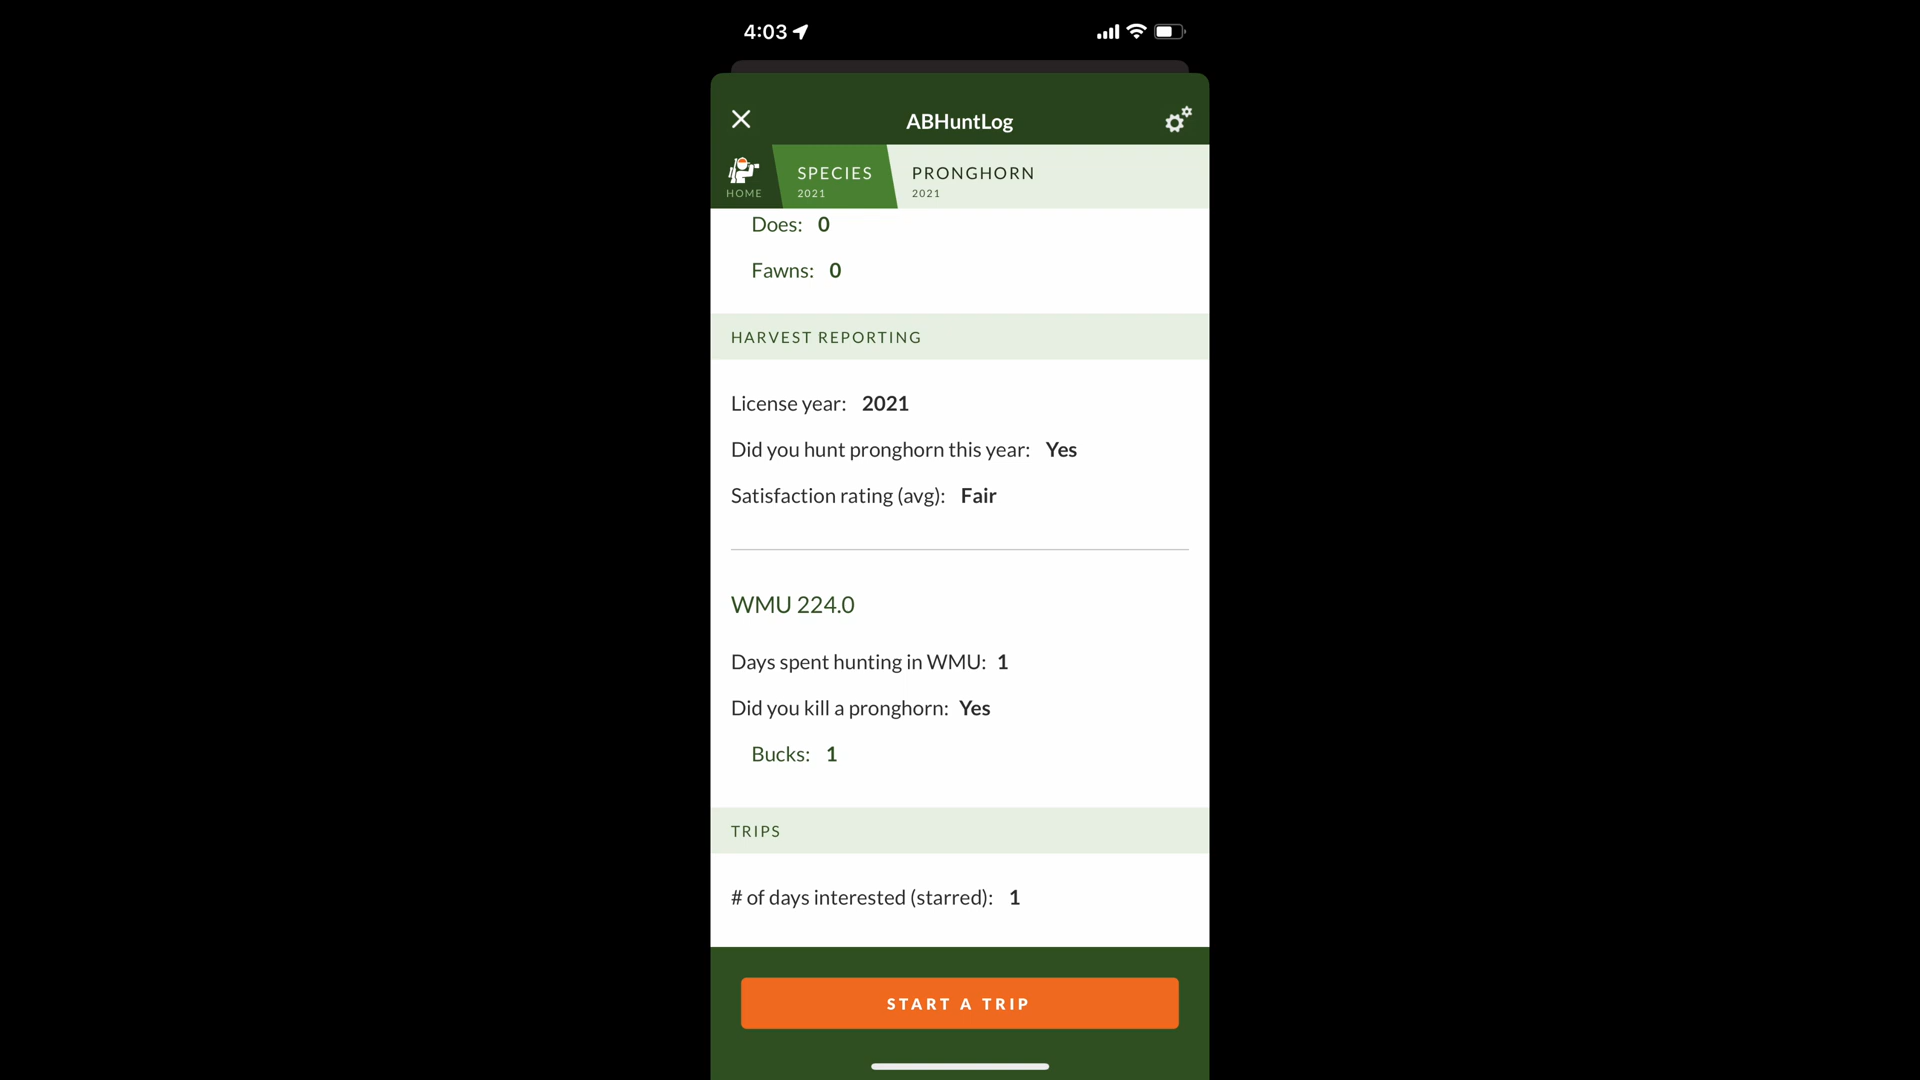 4:03
ABHuntLog
HOME
SPECIES
2021
PRONGHORN
2021
Does: 0
Fawns: 0
HARVEST REPORTING
License year: 2021
Did you hunt pronghorn this year: Yes
Satisfaction rating (avg): Fair
WMU 224.0
Days spent hunting in WMU: 1
Did you kill a pronghorn: Yes
Bucks: 1
TRIPS
# of days interested (starred): 1
START A TRIP